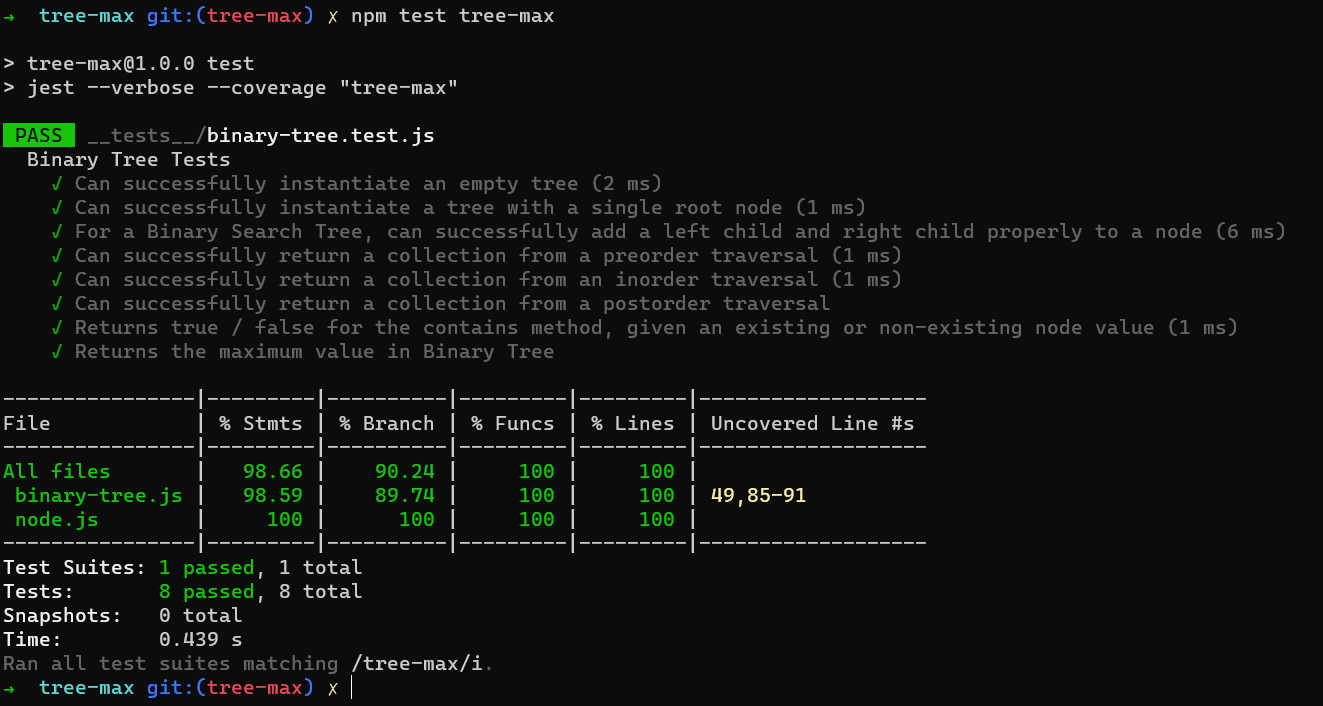 →  tree-max git:(tree-max) ✗ npm test tree-max
> tree-max@1.0.0 test
> jest --verbose --coverage "tree-max"
PASS  __tests__/binary-tree.test.js
  Binary Tree Tests
    √ Can successfully instantiate an empty tree (2 ms)
    √ Can successfully instantiate a tree with a single root node (1 ms)
    √ For a Binary Search Tree, can successfully add a left child and right child properly to a node (6 ms)
    √ Can successfully return a collection from a preorder traversal (1 ms)
    √ Can successfully return a collection from an inorder traversal (1 ms)
    √ Can successfully return a collection from a postorder traversal
    √ Returns true / false for the contains method, given an existing or non-existing node value (1 ms)
    √ Returns the maximum value in Binary Tree
----------------|---------|----------|---------|---------|-------------------
File            | % Stmts | % Branch | % Funcs | % Lines | Uncovered Line #s
----------------|---------|----------|---------|---------|-------------------
All files       |   98.66 |    90.24 |     100 |     100 |
 binary-tree.js |   98.59 |    89.74 |     100 |     100 | 49,85-91
 node.js        |     100 |      100 |     100 |     100 |
----------------|---------|----------|---------|---------|-------------------
Test Suites: 1 passed, 1 total
Tests:       8 passed, 8 total
Snapshots:   0 total
Time:        0.439 s
Ran all test suites matching /tree-max/i.
→  tree-max git:(tree-max) ✗